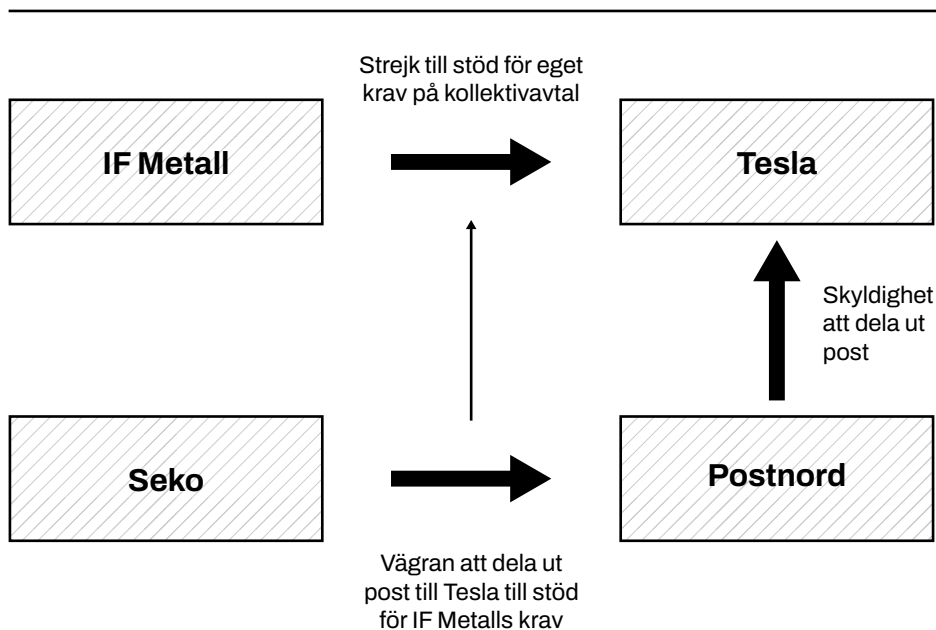 Strejk till stöd för eget
krav på kollektivavtal
IF Metall
Tesla
Skyldighet
att dela ut
post
Seko
Postnord
Vägran att dela ut
post till Tesla till stöd
för IF Metalls krav